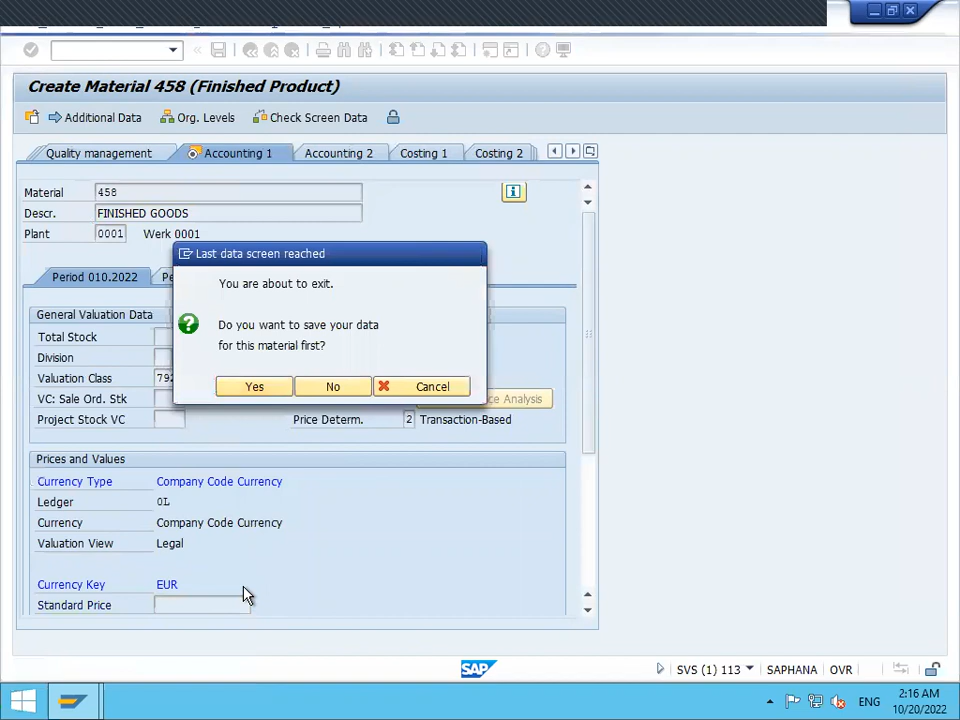 Create Material 458 (Finished Product)
Additional Data Org. Levels Check Screen Data
Quality management Accounting 1 Accounting 2 Costing 1 Costing 2
Material 458
Descr. FINISHED GOODS
Plant 0001 Werk 0001
Last data screen reached
Period 010.2022
You are about to exit.
General Valuation Data
Do you want to save your data
for this material first?
Total Stock
Division
Valuation Class
Yes No Cancel
VC: Sale Ord. Stk Analysis
Project Stock VC Price Determ. 2 Transaction-Based
Prices and Values
Currency Type Company Code Currency
Ledger 0L
Currency Company Code Currency
Valuation View Legal
Currency Key EUR
Standard Price
SAP SVS (1) 113 SAPHANA OVR
ENG 2:16 AM
10/20/2022